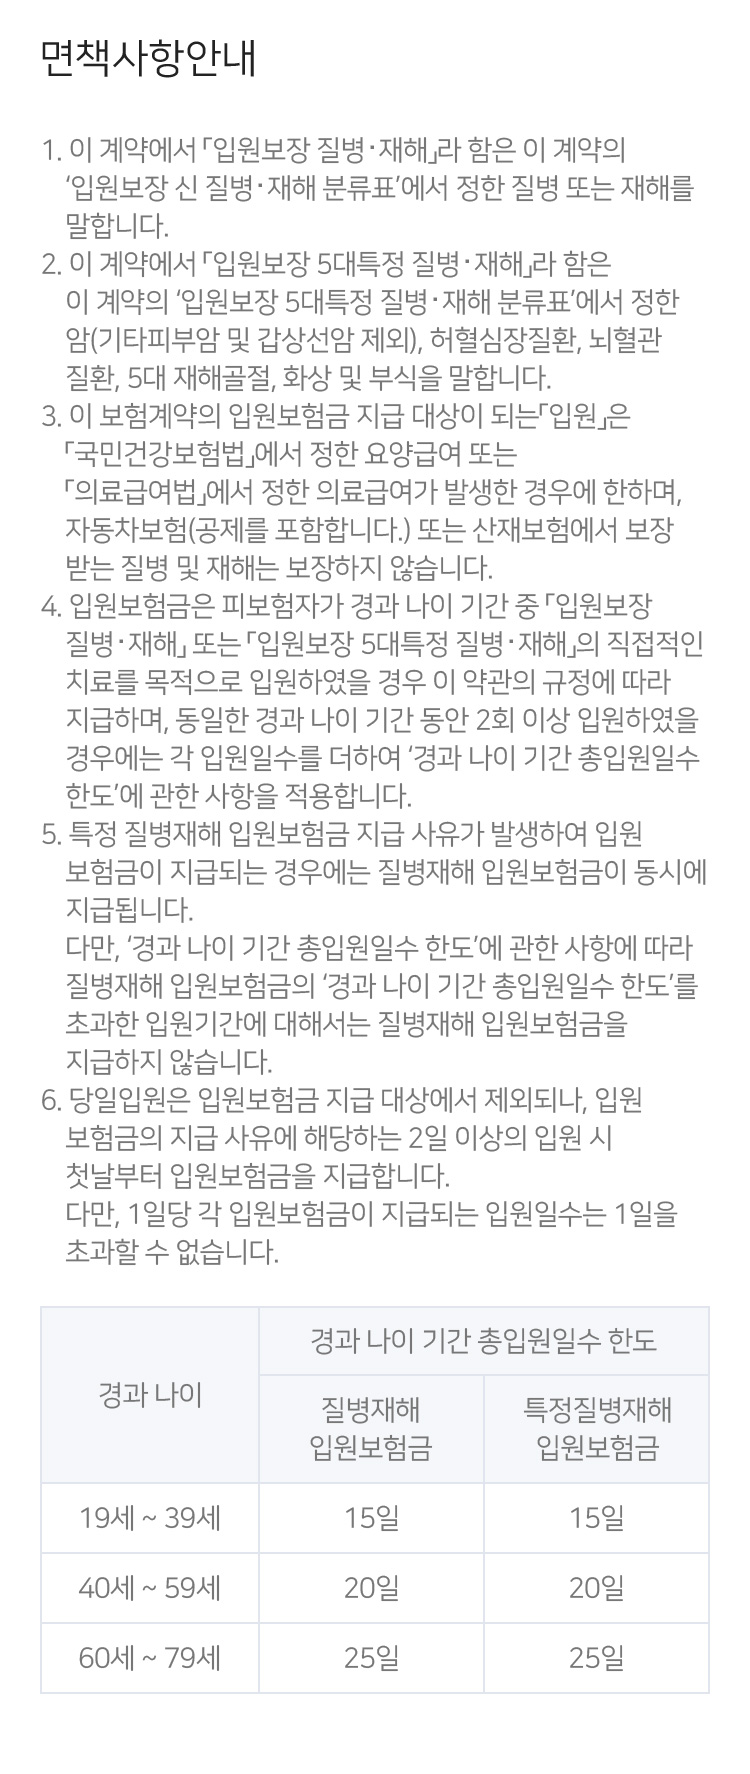 면책사항안내
1. 이 계약에서 ｢입원보장 질병·재해｣라 함은 이 계약의
‘입원보장 신 질병·재해 분류표’에서 정한 질병 또는 재해를
말합니다.
2. 이 계약에서 ｢입원보장 5대특정 질병·재해｣라 함은
이 계약의 ‘입원보장 5대특정 질병·재해 분류표’에서 정한
암(기타피부암 및 갑상선암 제외), 허혈심장질환, 뇌혈관
질환, 5대 재해골절, 화상 및 부식을 말합니다.
3. 이 보험계약의 입원보험금 지급 대상이 되는｢입원｣은
｢국민건강보험법｣에서 정한 요양급여 또는
｢의료급여법｣에서 정한 의료급여가 발생한 경우에 한하며,
자동차보험(공제를 포함합니다.) 또는 산재보험에서 보장
받는 질병 및 재해는 보장하지 않습니다.
4. 입원보험금은 피보험자가 경과 나이 기간 중 ｢입원보장
질병·재해｣ 또는 ｢입원보장 5대특정 질병·재해｣의 직접적인
치료를 목적으로 입원하였을 경우 이 약관의 규정에 따라
지급하며, 동일한 경과 나이 기간 동안 2회 이상 입원하였을
경우에는 각 입원일수를 더하여 ‘경과 나이 기간 총입원일수
한도’에 관한 사항을 적용합니다.
5. 특정 질병재해 입원보험금 지급 사유가 발생하여 입원
보험금이 지급되는 경우에는 질병재해 입원보험금이 동시에
지급됩니다.
다만, ‘경과 나이 기간 총입원일수 한도’에 관한 사항에 따라
질병재해 입원보험금의 ‘경과 나이 기간 총입원일수 한도’를
초과한 입원기간에 대해서는 질병재해 입원보험금을
지급하지 않습니다.
6. 당일입원은 입원보험금 지급 대상에서 제외되나, 입원
보험금의 지급 사유에 해당하는 2일 이상의 입원 시
첫날부터 입원보험금을 지급합니다.
다만, 1일당 각 입원보험금이 지급되는 입원일수는 1일을
초과할 수 없습니다.
경과 나이
경과 나이 기간 총입원일수 한도
질병재해
입원보험금
특정질병재해
입원보험금
19세 ~ 39세 15일 15일
40세 ~ 59세 20일 20일
60세 ~ 79세 25일 25일